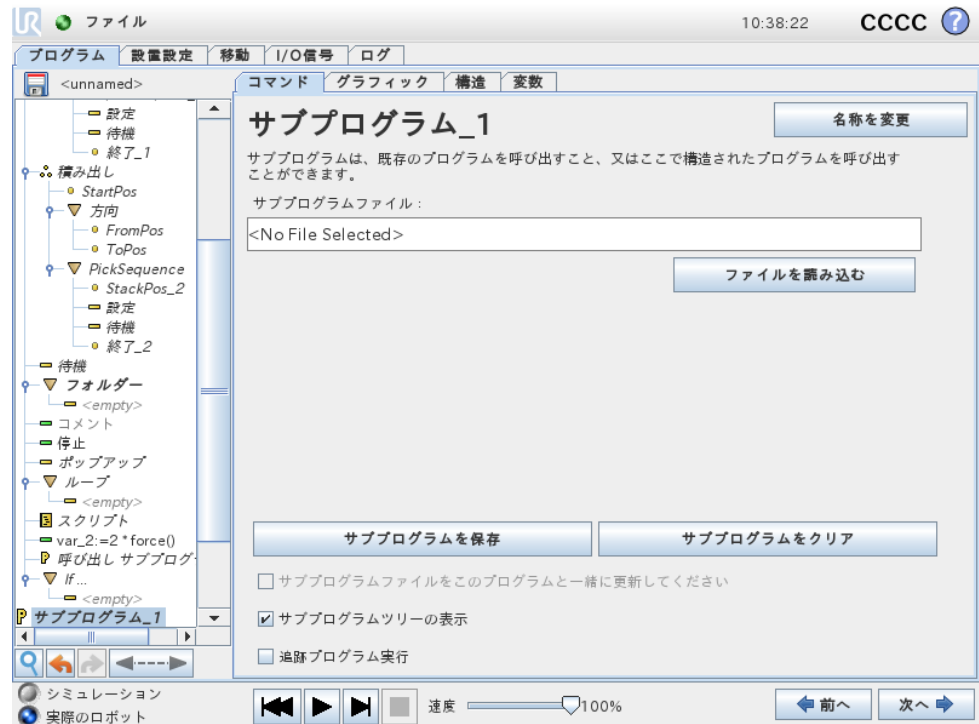 UR ファイル 10:38:22 CCCC ?
プログラム 設置設定 移動 I/O信号 ログ
<unnamed>
設定
待機
終了_1
積み出し
StartPos
方向
FromPos
ToPos
PickSequence
StackPos_2
設定
待機
終了_2
待機
フォルダー
<empty>
コメント
停止
ポップアップ
ループ
<empty>
スクリプト
var_2:=2*force()
P 呼び出し サブプログ
If...
<empty>
P サブプログラム_1
コマンド グラフィック 構造 変数
サブプログラム_1
名称を変更
サブプログラムは、既存のプログラムを呼び出すこと、又はここで構造されたプログラムを呼び出す
ことができます。
サブプログラムファイル :
<No File Selected>
ファイルを読み込む
サブプログラムを保存 サブプログラムをクリア
サブプログラムファイルをこのプログラムと一緒に更新してください
サブプログラムツリーの表示
追跡プログラム実行
シミュレーション
実際のロボット
速度 100%
前へ 次へ